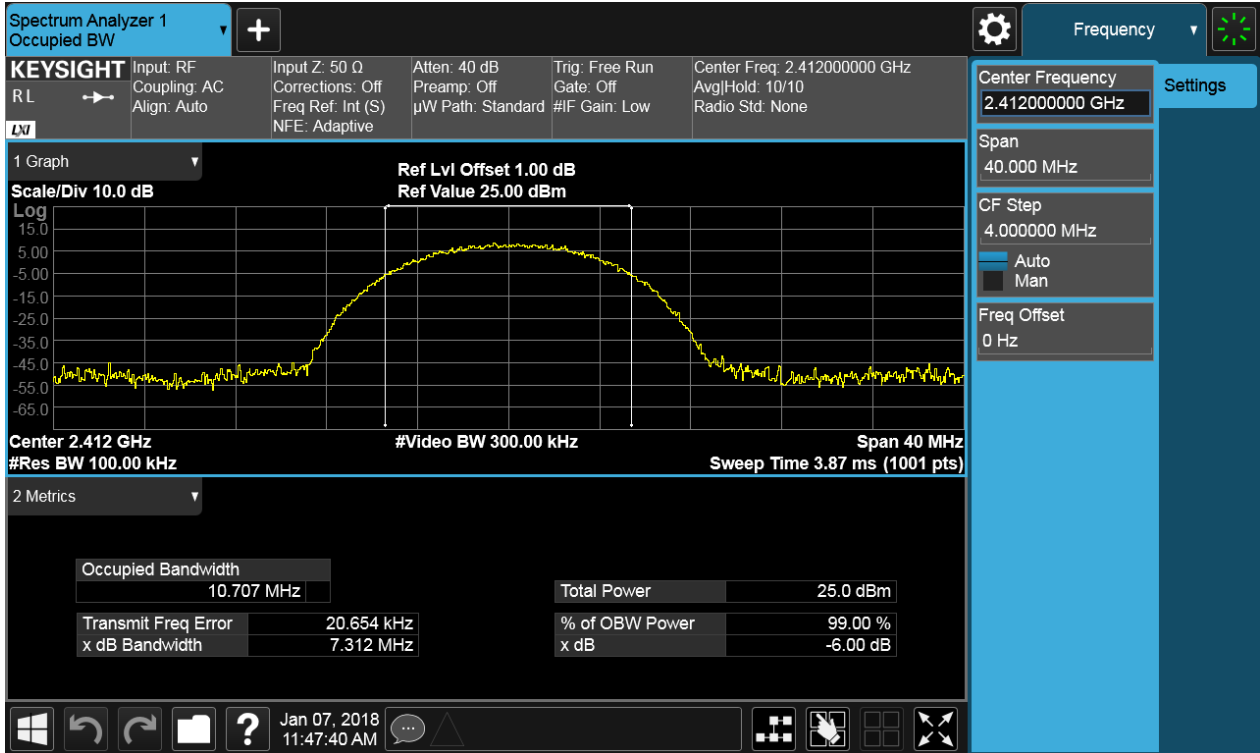 Spectrum Analyzer 1
Occupied BW
+
Frequency
KEYSIGHT
RL
LXI
Input: RF
Coupling: AC
Align: Auto
Input Z: 50 Ω
Corrections: Off
Freq Ref: Int (S)
NFE: Adaptive
Atten: 40 dB
Preamp: Off
µW Path: Standard
Trig: Free Run
Gate: Off
#IF Gain: Low
Center Freq: 2.412000000 GHz
Avg|Hold: 10/10
Radio Std: None
Center Frequency
2.412000000 GHz
Settings
Span
40.000 MHz
CF Step
4.000000 MHz
Auto
Man
Freq Offset
0 Hz
1 Graph
Scale/Div 10.0 dB
Ref Lvl Offset 1.00 dB
Ref Value 25.00 dBm
Log
15.0
5.00
-5.00
-15.0
-25.0
-35.0
-45.0
-55.0
-65.0
Center 2.412 GHz
#Video BW 300.00 kHz
Span 40 MHz
#Res BW 100.00 kHz
Sweep Time 3.87 ms (1001 pts)
2 Metrics
Occupied Bandwidth
10.707 MHz
Total Power 25.0 dBm
Transmit Freq Error 20.654 kHz
% of OBW Power 99.00 %
x dB Bandwidth 7.312 MHz
x dB -6.00 dB
?
Jan 07, 2018
11:47:40 AM